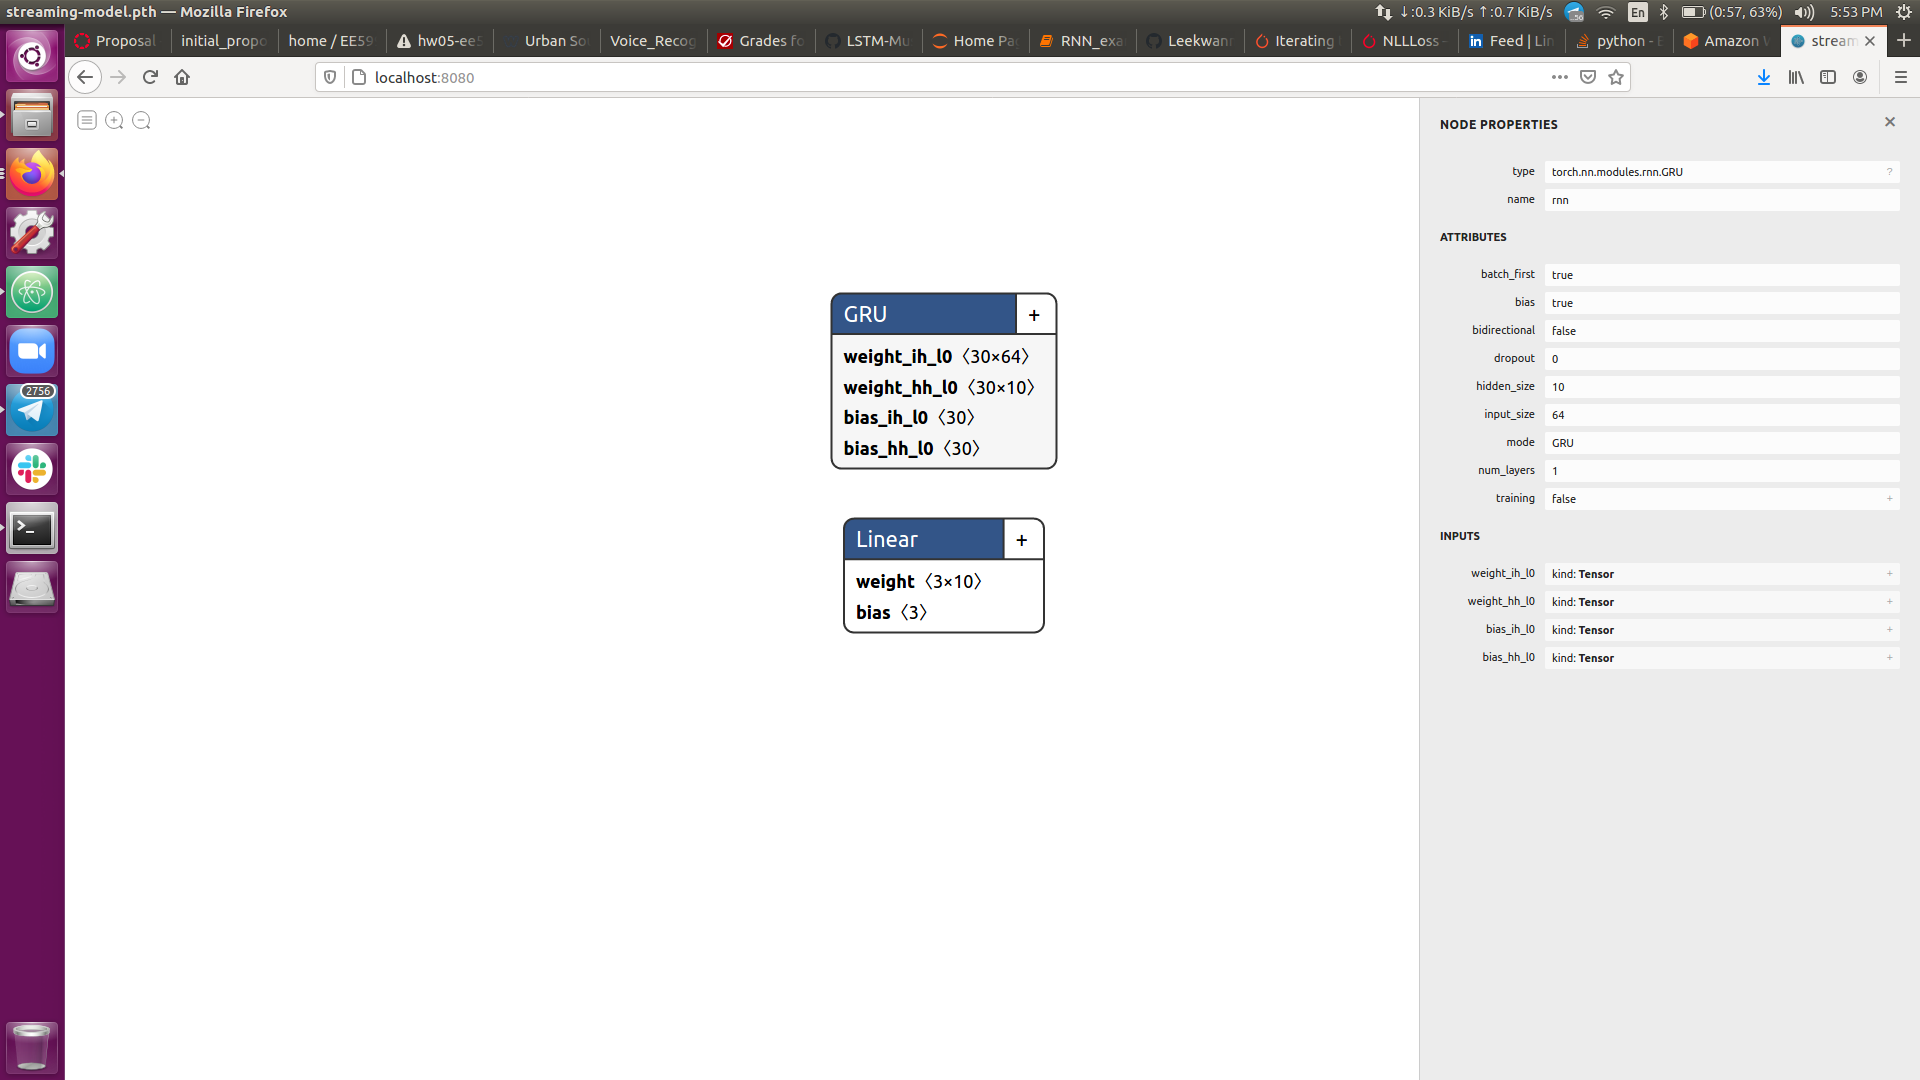 streaming-model.pth — Mozilla Firefox
↓:0.3 KiB/s ↑:0.7 KiB/s
.56
En
(0:57, 63%)
5:53 PM
Proposal
initial_propo
home / EE59
hw05-ee5
Urban So
Voice_Recog
Grades fo
LSTM-Mu
Home Pa
RNN_exa
Leekwann
Iterating
NLLLoss
Feed | Lin
python - E
Amazon W
stream
localhost:8080
2756
GRU +
weight_ih_l0 〈30×64〉
weight_hh_l0 〈30×10〉
bias_ih_l0 〈30〉
bias_hh_l0 〈30〉
Linear +
weight 〈3×10〉
bias 〈3〉
NODE PROPERTIES
type torch.nn.modules.rnn.GRU ?
name rnn
ATTRIBUTES
batch_first true
bias true
bidirectional false
dropout 0
hidden_size 10
input_size 64
mode GRU
num_layers 1
training false +
INPUTS
weight_ih_l0 kind: Tensor +
weight_hh_l0 kind: Tensor +
bias_ih_l0 kind: Tensor +
bias_hh_l0 kind: Tensor +